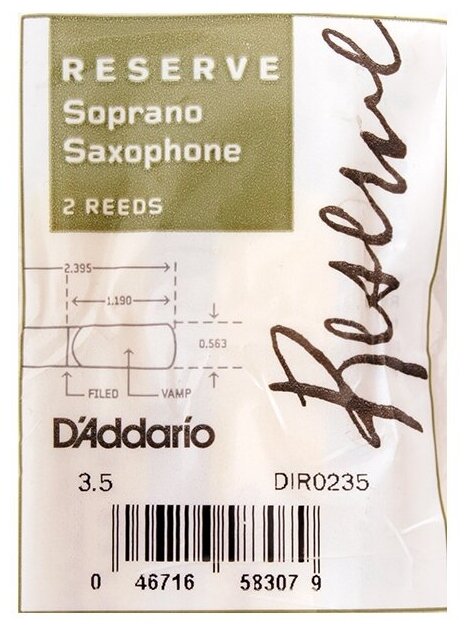 RESERVE
Soprano
Saxophone
2 REEDS
Reserve
2.395
1.190
0.563
FILED
VAMP
D'Addario
3.5 DIR0235
0 46716 58307 9